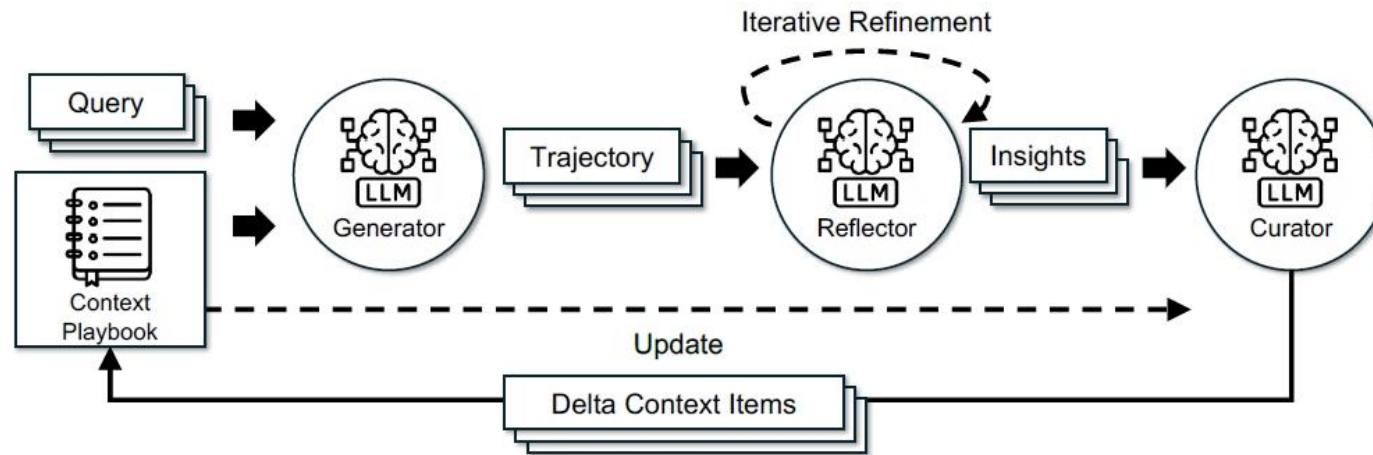 Iterative Refinement
Query
LLM
Generator
Trajectory
LLM
Reflector
Insights
LLM
Curator
Context
Playbook
Update
Delta Context Items